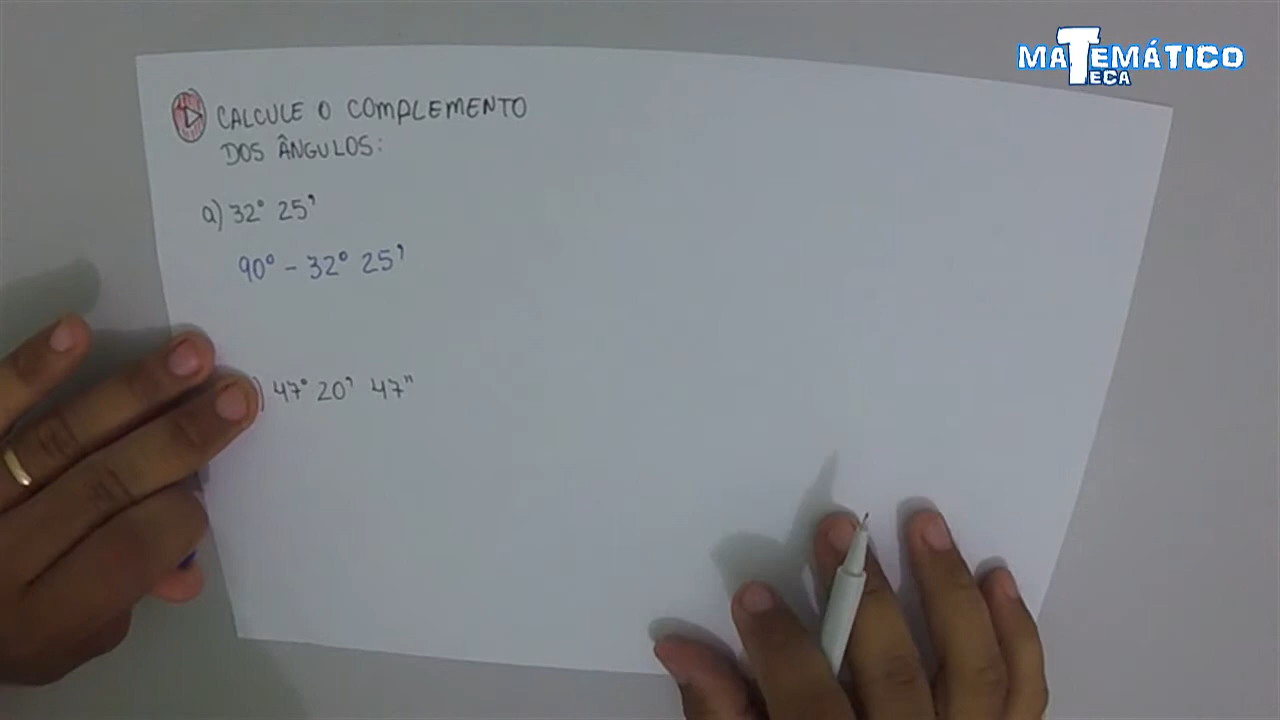 MATEMÁTICO
TECA
CALCULE O COMPLEMENTO
DOS ÂNGULOS:
a) 32° 25'
90° - 32° 25'
) 47° 20' 47"